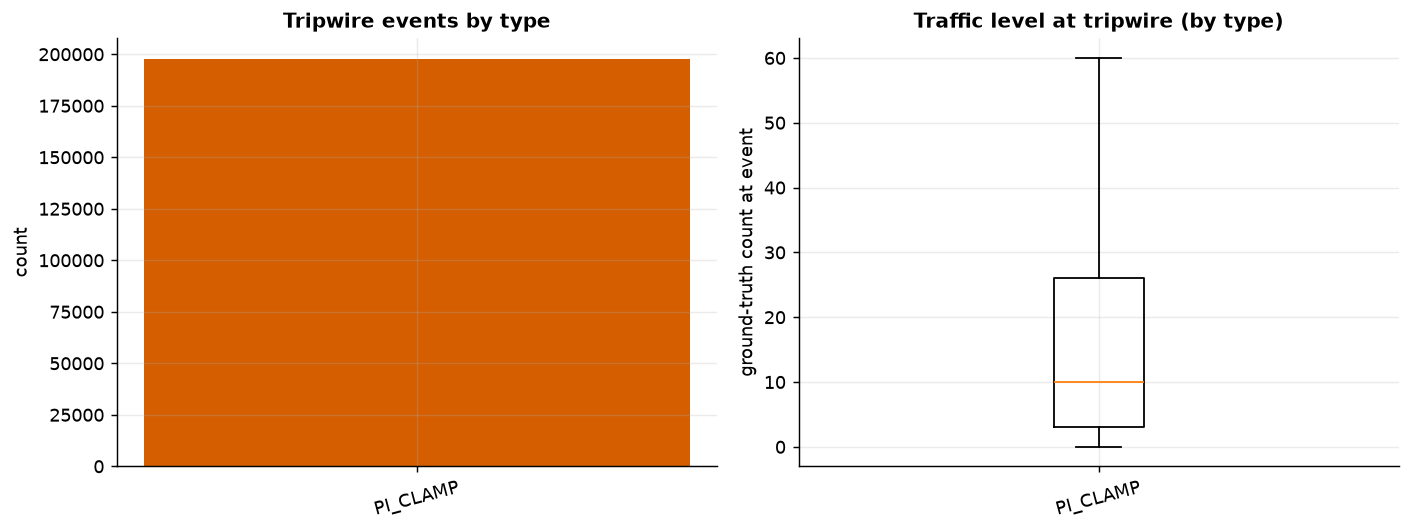 Tripwire events by type
count
200000
175000
150000
125000
100000
75000
50000
25000
0
PI_CLAMP
Traffic level at tripwire (by type)
ground-truth count at event
60
50
40
30
20
10
0
PI_CLAMP